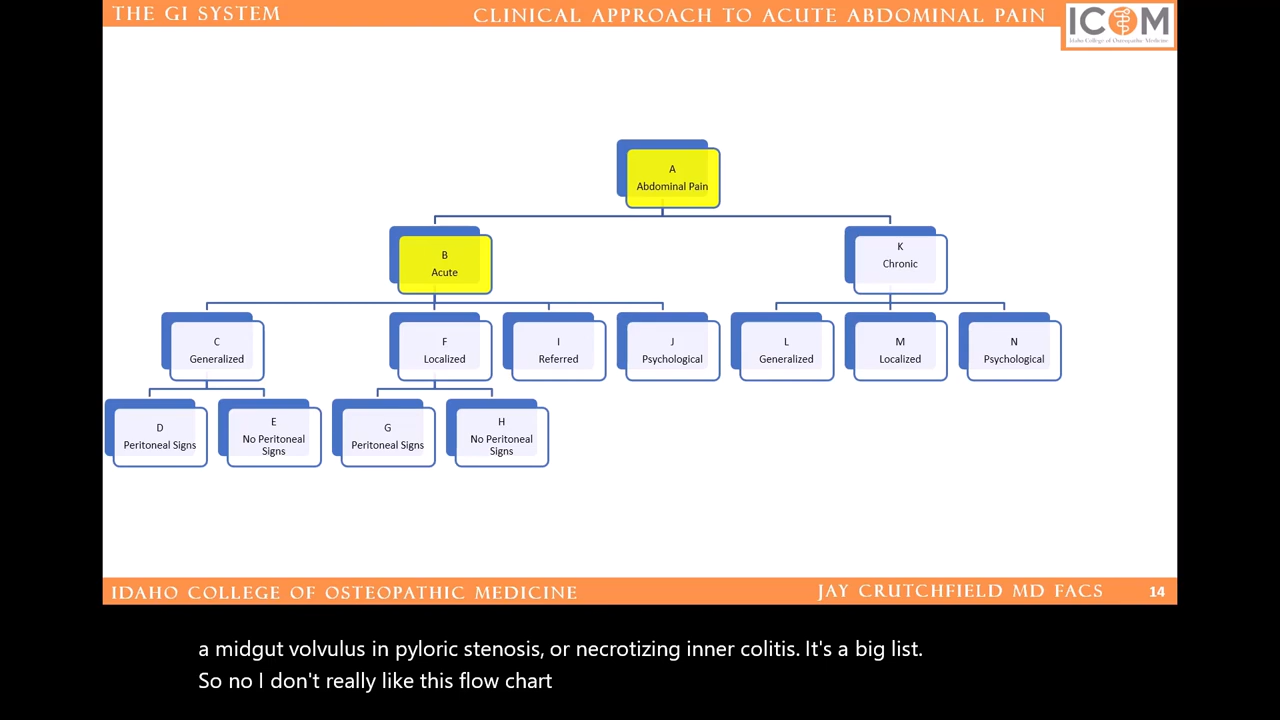 THE GI SYSTEM
CLINICAL APPROACH TO ACUTE ABDOMINAL PAIN
ICOM
Idaho College of Osteopathic Medicine
A
Abdominal Pain
B
Acute
K
Chronic
C
Generalized
F
Localized
I
Referred
J
Psychological
L
Generalized
M
Localized
N
Psychological
D
Peritoneal Signs
E
No Peritoneal
Signs
G
Peritoneal Signs
H
No Peritoneal
Signs
IDAHO COLLEGE OF OSTEOPATHIC MEDICINE
JAY CRUTCHFIELD MD FACS
14
a midgut volvulus in pyloric stenosis, or necrotizing inner colitis. It's a big list.
So no I don't really like this flow chart